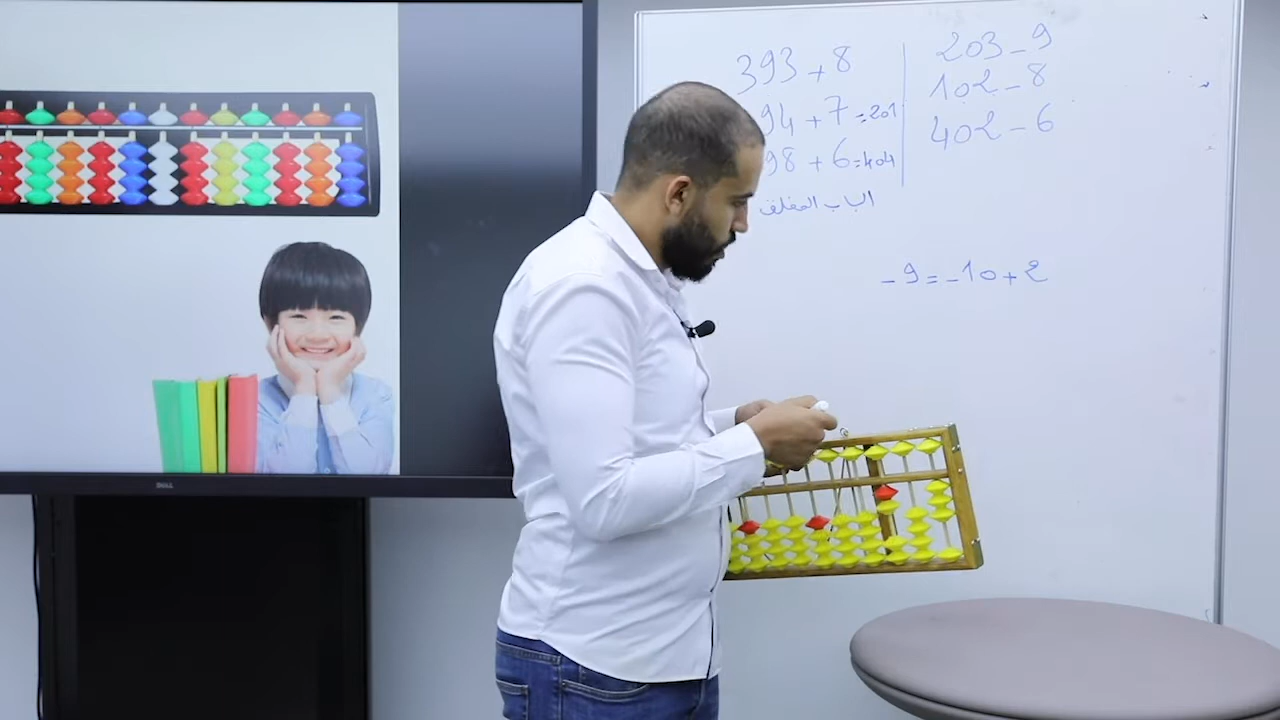 393 + 8
94 + 7 = 201
98 + 6 = 404
الباب المغلق
203 - 9
102 - 8
402 - 6
- 9 = - 10 + 2
DELL